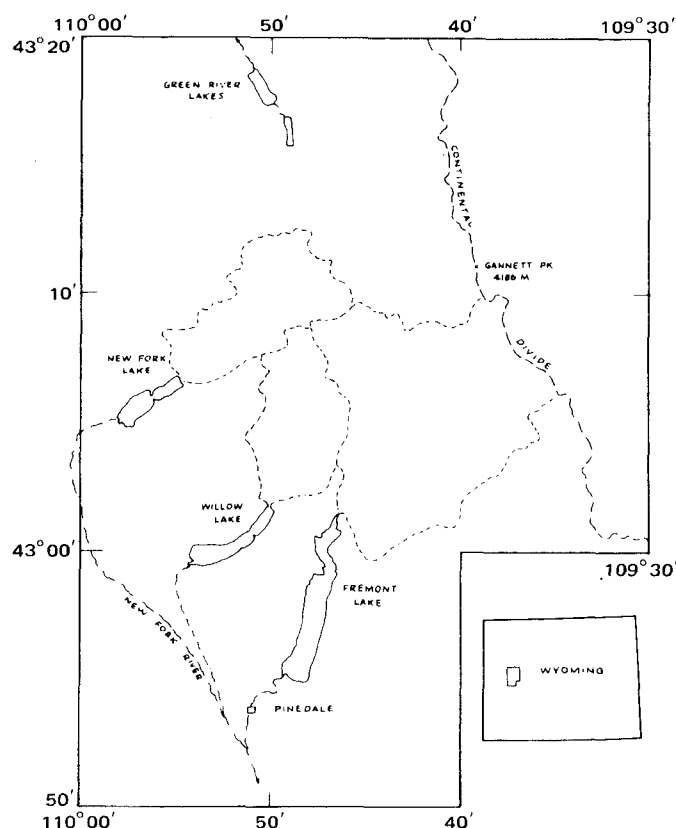 110° 00'
50'
40'
109° 30'
43° 20'
GREEN RIVER
LAKES
CONTINENTAL
GANNETT PK
4186 M
10'
DIVIDE
NEW FORK
LAKE
WILLOW
LAKE
43° 00'
109° 30'
FREMONT
LAKE
NEW FORK
RIVER
WYOMING
PINEDALE
50'
110° 00'
50'
40'